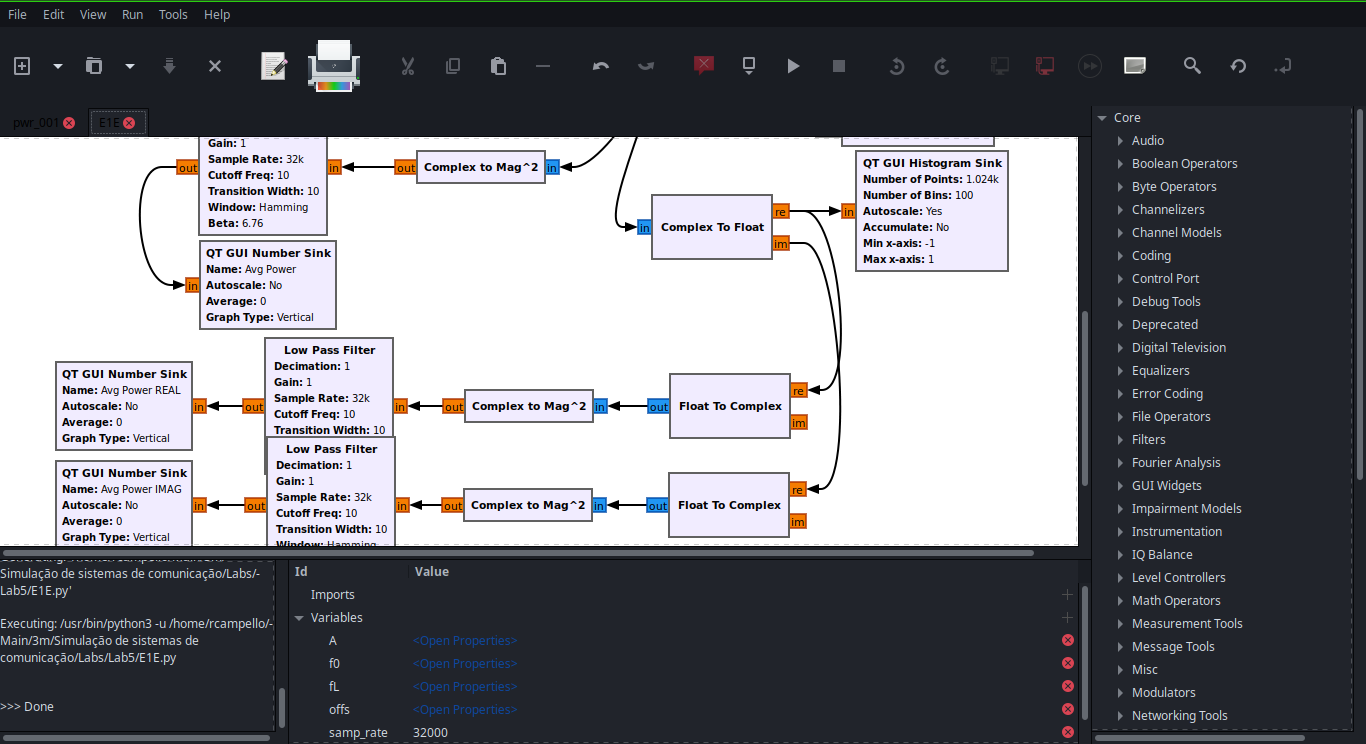 File Edit View Run Tools Help
pwr_001 E1E
Gain: 1
Sample Rate: 32k
Cutoff Freq: 10
Transition Width: 10
Window: Hamming
Beta: 6.76
out
in
out
Complex to Mag^2
in
QT GUI Number Sink
Name: Avg Power
Autoscale: No
Average: 0
Graph Type: Vertical
in
in
Complex To Float
re
im
in
QT GUI Histogram Sink
Number of Points: 1.024k
Number of Bins: 100
Autoscale: Yes
Accumulate: No
Min x-axis: -1
Max x-axis: 1
QT GUI Number Sink
Name: Avg Power REAL
Autoscale: No
Average: 0
Graph Type: Vertical
in
out
Low Pass Filter
Decimation: 1
Gain: 1
Sample Rate: 32k
Cutoff Freq: 10
Transition Width: 10
in
out
Complex to Mag^2
in
out
Float To Complex
re
im
QT GUI Number Sink
Name: Avg Power IMAG
Autoscale: No
Average: 0
Graph Type: Vertical
in
out
Low Pass Filter
Decimation: 1
Gain: 1
Sample Rate: 32k
Cutoff Freq: 10
Transition Width: 10
Window: Hamming
in
out
Complex to Mag^2
in
out
Float To Complex
re
im
Simulação de sistemas de comunicação/Labs/-
Lab5/E1E.py'
Executing: /usr/bin/python3 -u /home/rcampello/-
Main/3m/Simulação de sistemas de
comunicação/Labs/Lab5/E1E.py
>>> Done
Id Value
Imports
Variables
A <Open Properties>
f0 <Open Properties>
fL <Open Properties>
offs <Open Properties>
samp_rate 32000
Core
Audio
Boolean Operators
Byte Operators
Channelizers
Channel Models
Coding
Control Port
Debug Tools
Deprecated
Digital Television
Equalizers
Error Coding
File Operators
Filters
Fourier Analysis
GUI Widgets
Impairment Models
Instrumentation
IQ Balance
Level Controllers
Math Operators
Measurement Tools
Message Tools
Misc
Modulators
Networking Tools